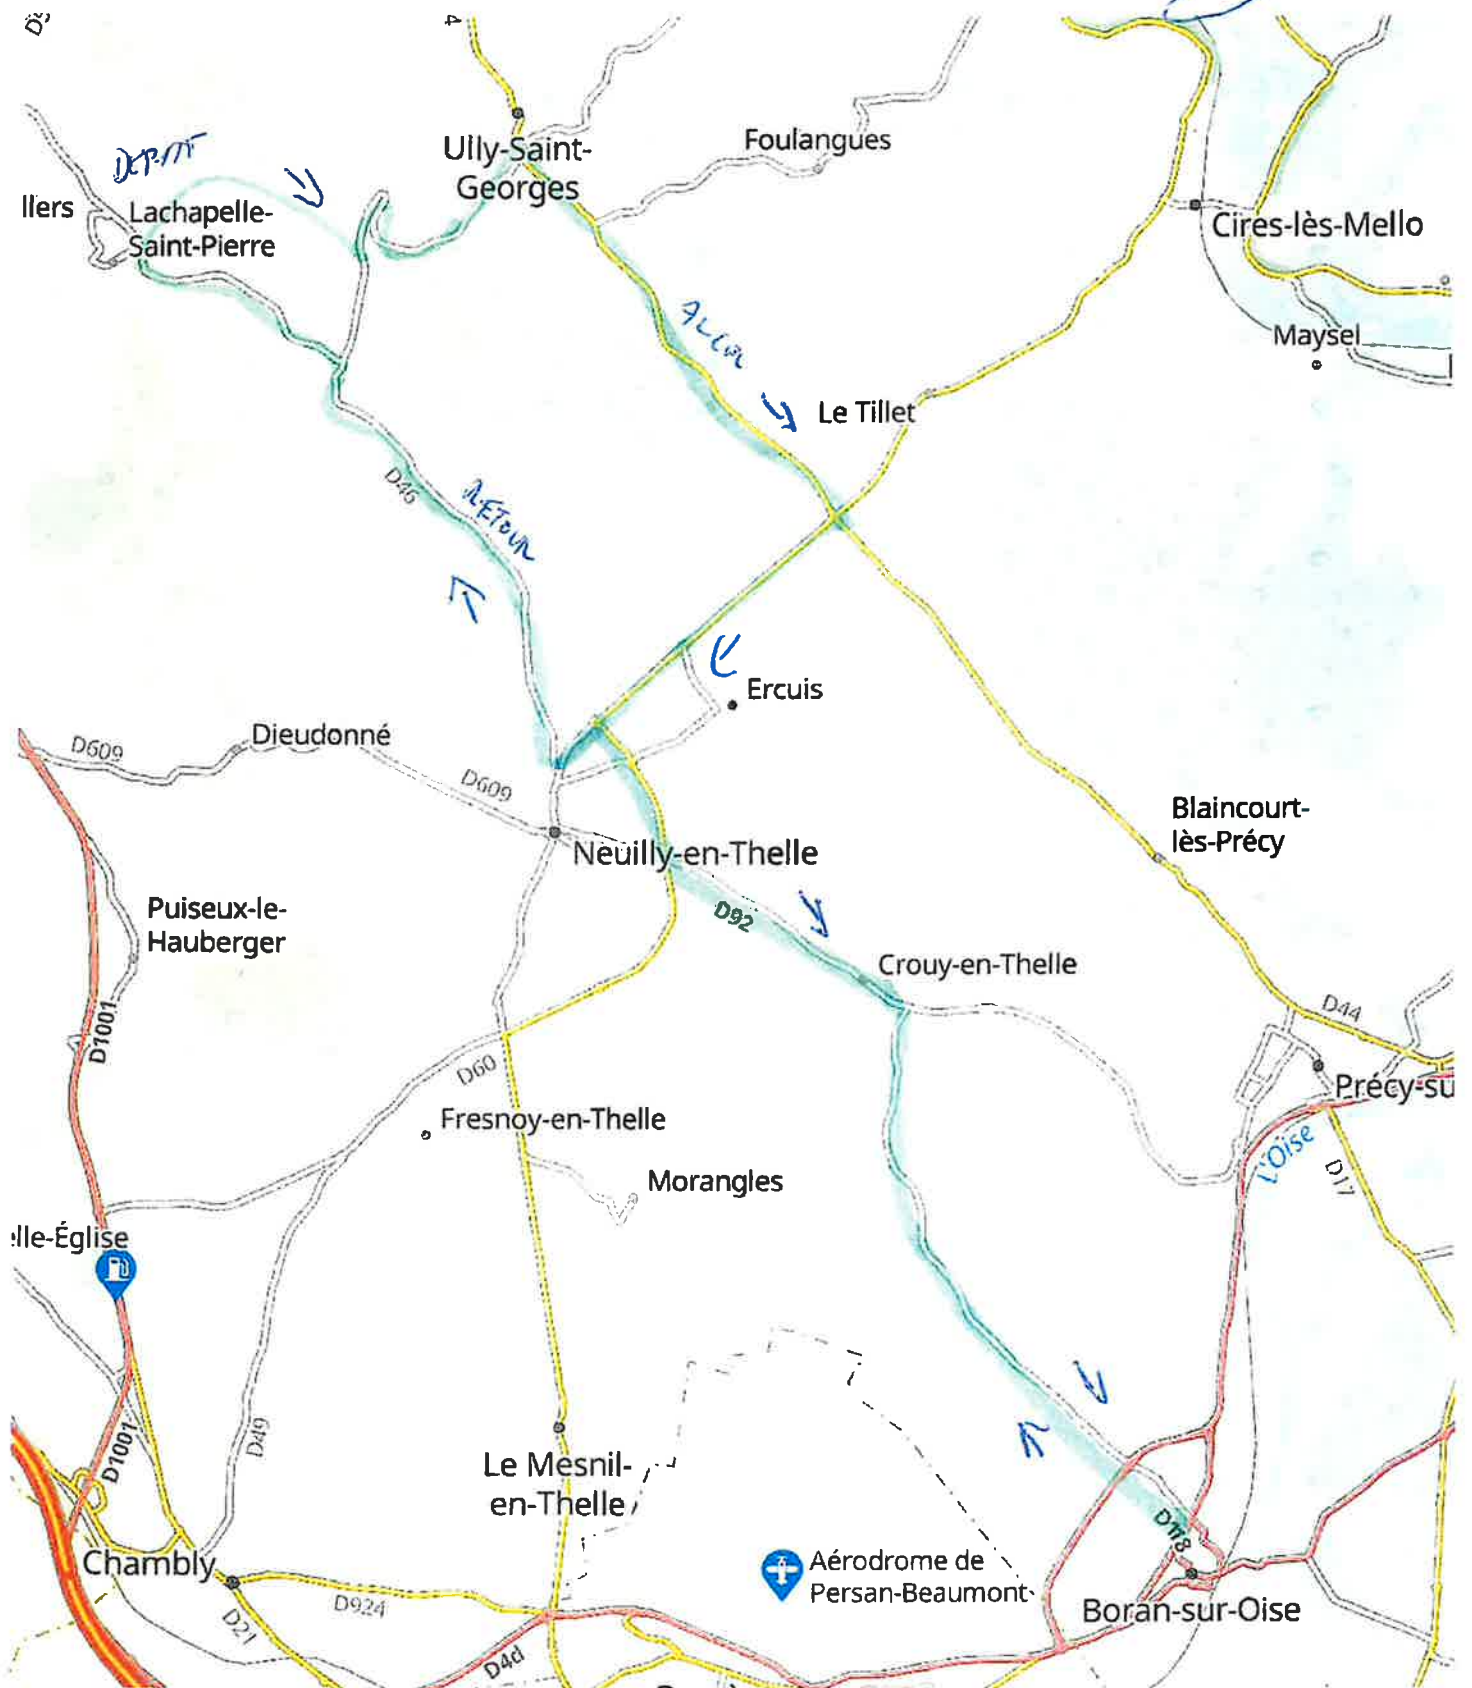 4
DEPART
Ully-Saint-
Georges
Foulangues
llers
Lachapelle-
Saint-Pierre
Cires-lès-Mello
ALLER
Maysel
Le Tillet
D46
RETOUR
Ercuis
D609
Dieudonné
D609
Blaincourt-
lès-Précy
Neuilly-en-Thelle
Puiseux-le-
Hauberger
D92
Crouy-en-Thelle
D1001
D44
D60
Précy-su
Fresnoy-en-Thelle
L'Oise
D17
Morangles
lle-Église
D1001
D49
Le Mesnil-
en-Thelle
D118
Chambly
Aérodrome de
Persan-Beaumont
D924
Boran-sur-Oise
D21
D4d